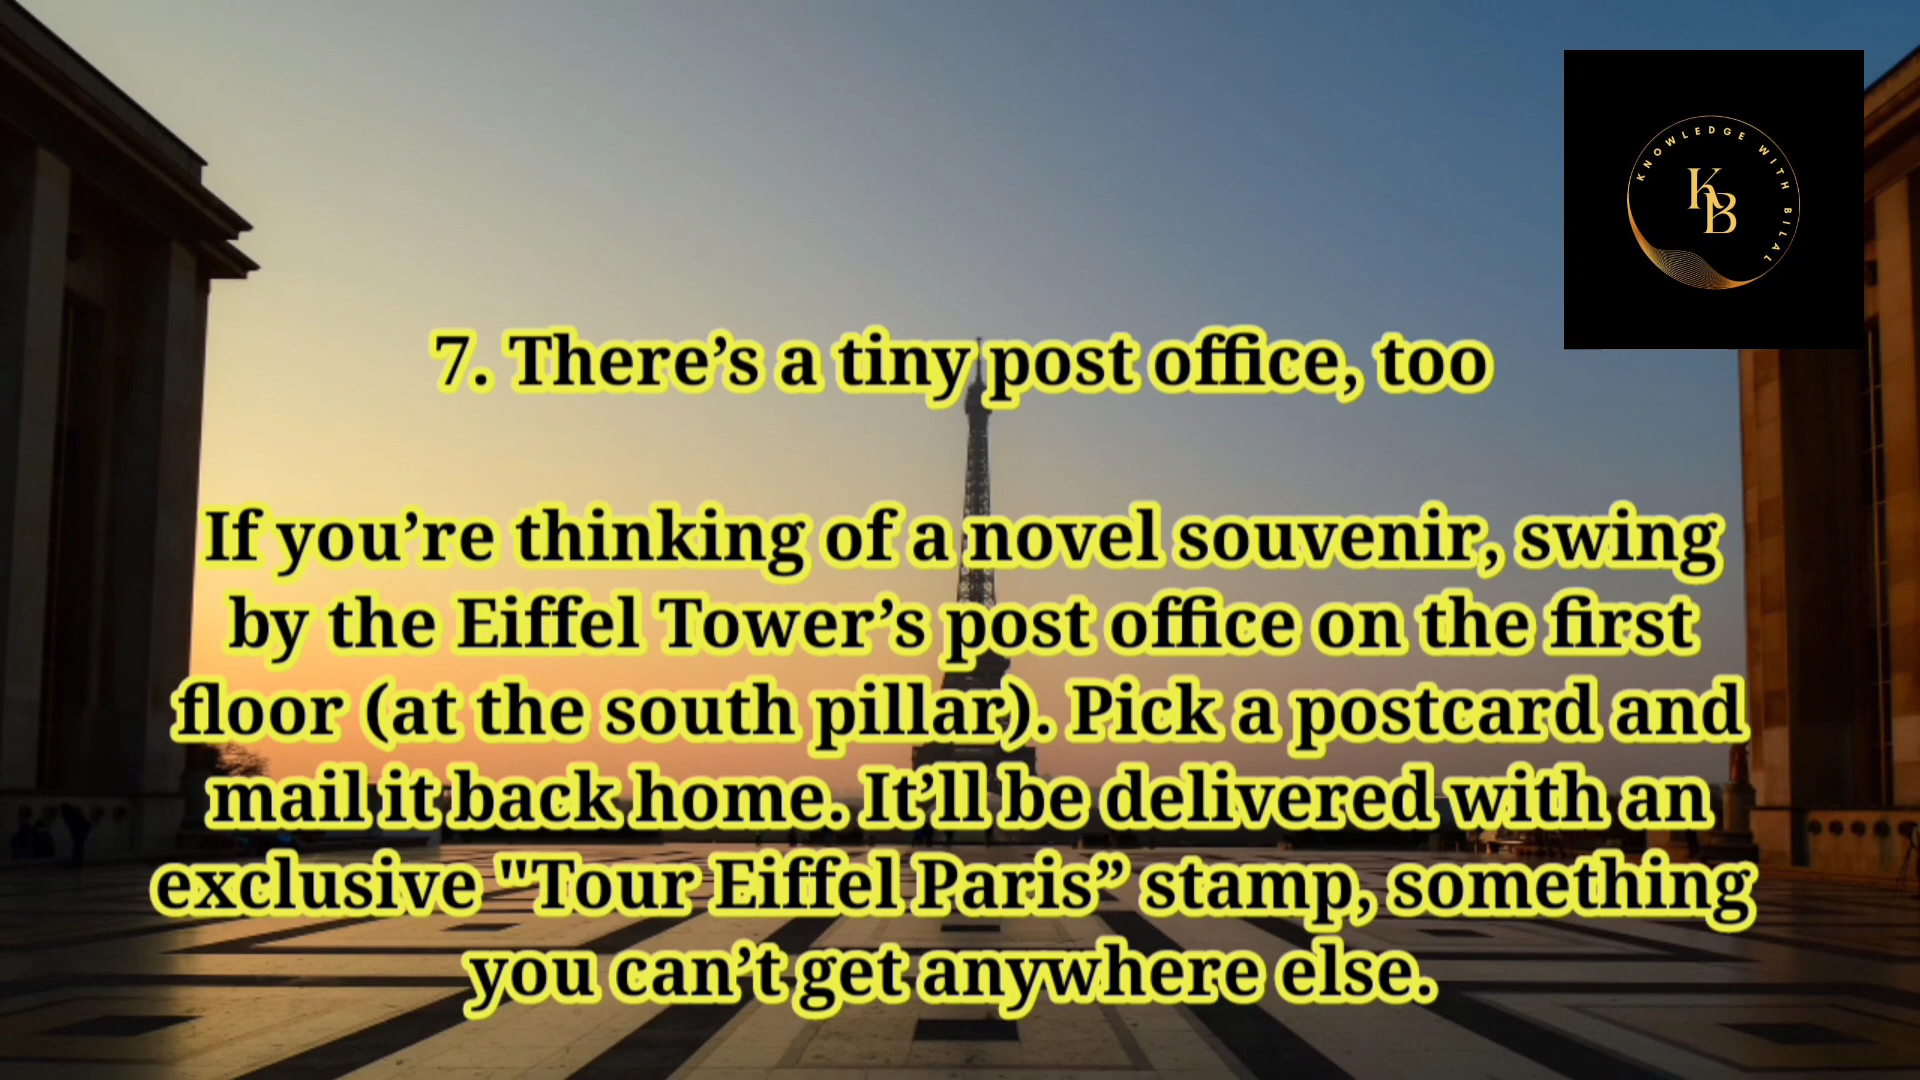 KNOWLEDGE WITH BILAL
KB
7. There’s a tiny post office, too
If you’re thinking of a novel souvenir, swing
by the Eiffel Tower’s post office on the first
floor (at the south pillar). Pick a postcard and
mail it back home. It’ll be delivered with an
exclusive "Tour Eiffel Paris” stamp, something
you can’t get anywhere else.